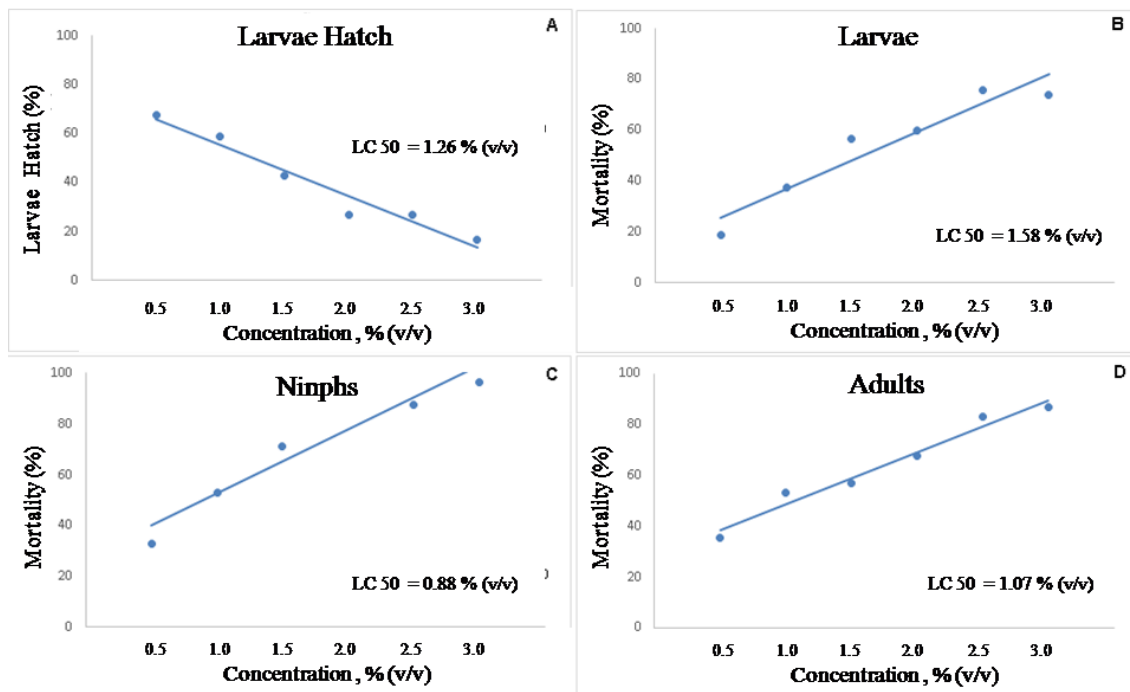 Larvae Hatch
A
Larvae Hatch (%)
100
80
60
40
20
0
LC 50 = 1.26 % (v/v)
0.5 1.0 1.5 2.0 2.5 3.0
Concentration , % (v/v)
Larvae
B
Mortality (%)
100
80
60
40
20
0
LC 50 = 1.58 % (v/v)
0.5 1.0 1.5 2.0 2.5 3.0
Concentration , % (v/v)
Ninphs
C
Mortality (%)
100
80
60
40
20
0
LC 50 = 0.88 % (v/v)
0.5 1.0 1.5 2.0 2.5 3.0
Concentration , % (v/v)
Adults
D
Mortality (%)
100
80
60
40
20
0
LC 50 = 1.07 % (v/v)
0.5 1.0 1.5 2.0 2.5 3.0
Concentration , % (v/v)